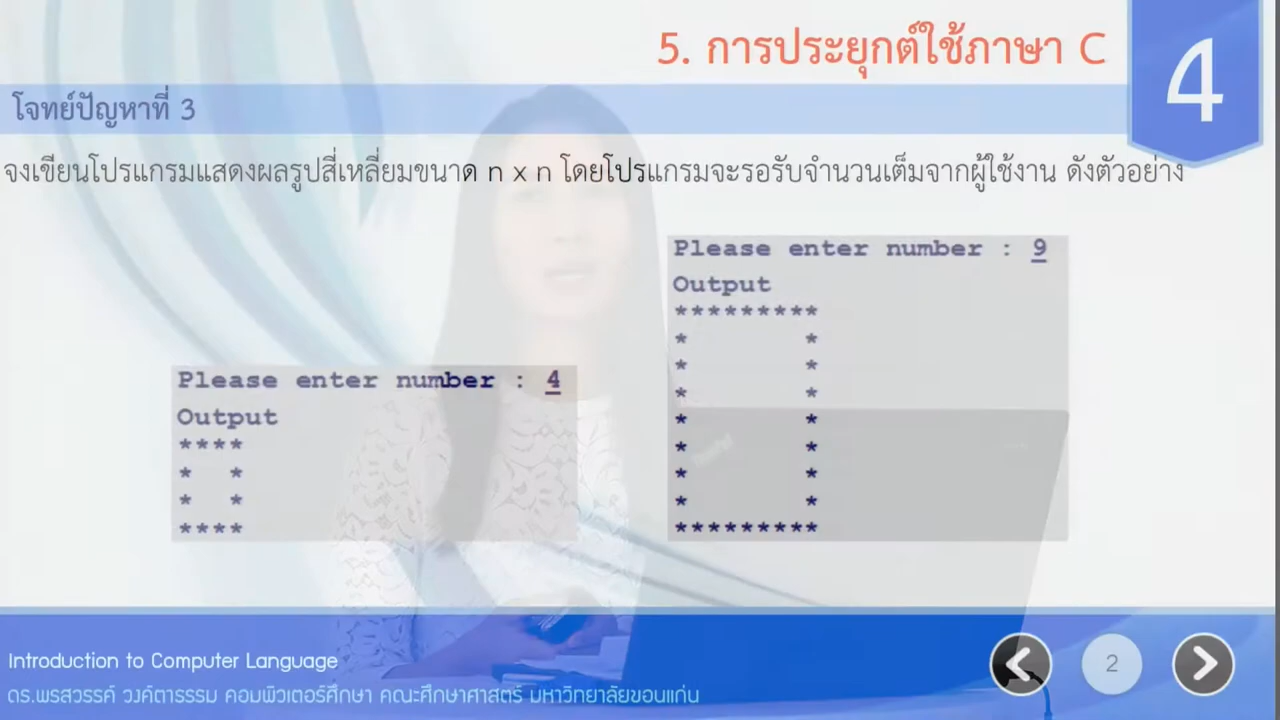 5. การประยุกต์ใช้ภาษา C
4
โจทย์ปัญหาที่ 3
จงเขียนโปรแกรมแสดงผลรูปสี่เหลี่ยมขนาด n x n โดยโปรแกรมจะรอรับจำนวนเต็มจากผู้ใช้งาน ดังตัวอย่าง
Please enter number : 4
Output
****
*  *
*  *
****
Please enter number : 9
Output
*********
*       *
*       *
*       *
*       *
*       *
*       *
*       *
*********
Introduction to Computer Language
ดร.พรสวรรค์ วงค์ตาธรรม คอมพิวเตอร์ศึกษา คณะศึกษาศาสตร์ มหาวิทยาลัยขอนแก่น
2